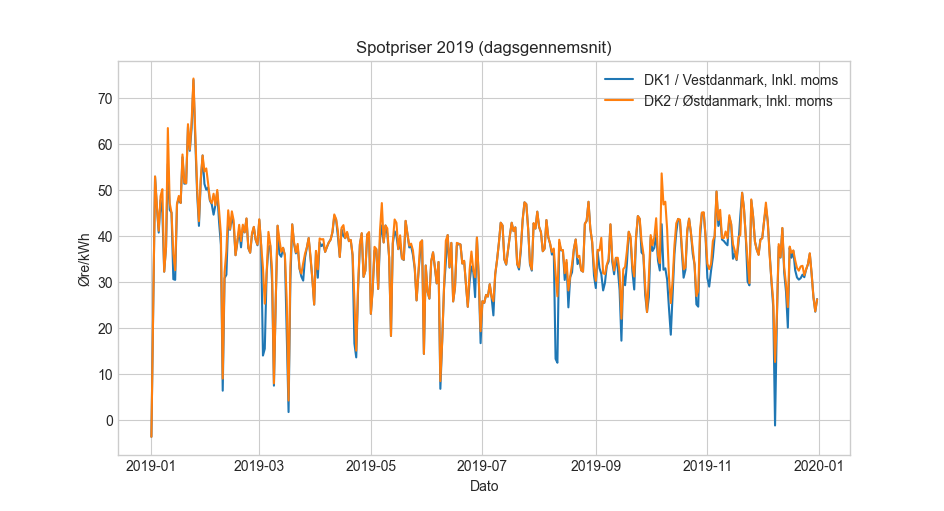 Spotpriser 2019 (dagsgennemsnit)
DK1 / Vestdanmark, Inkl. moms
DK2 / Østdanmark, Inkl. moms
Øre/kWh
70
60
50
40
30
20
10
0
2019-01 2019-03 2019-05 2019-07 2019-09 2019-11 2020-01
Dato